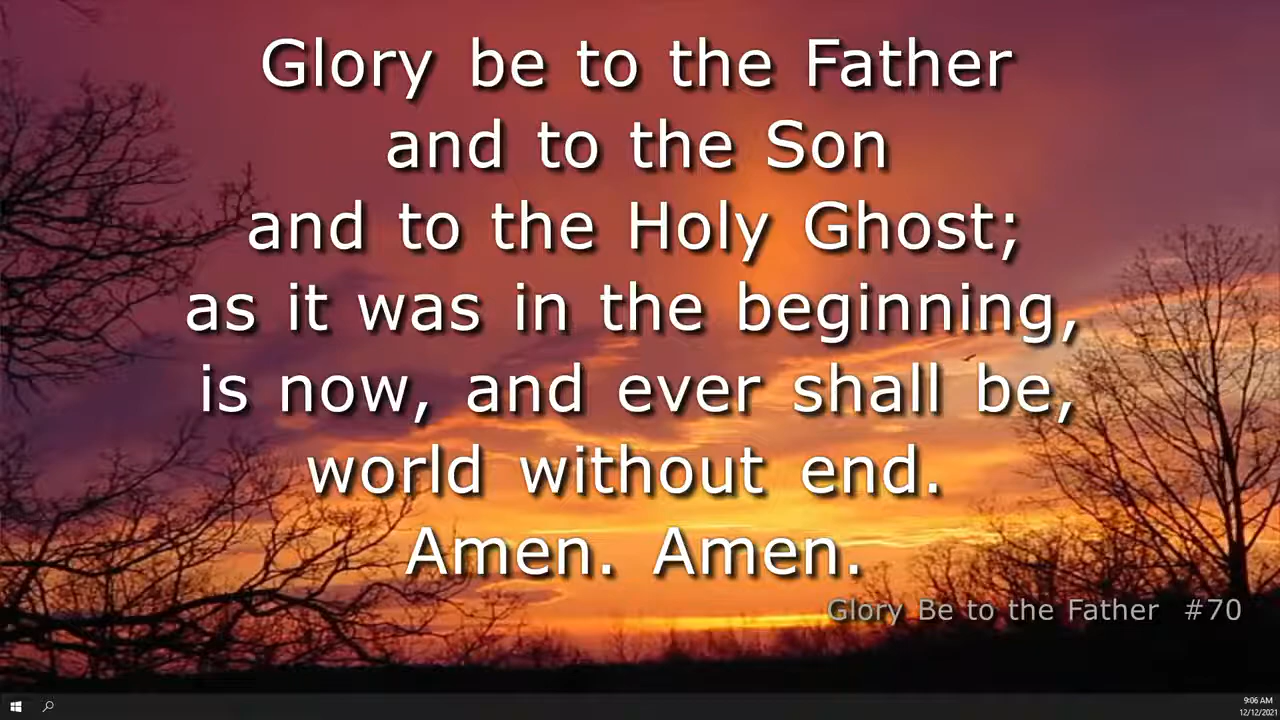 Glory be to the Father
and to the Son
and to the Holy Ghost;
as it was in the beginning,
is now, and ever shall be,
world without end.
Amen. Amen.
Glory Be to the Father #70
9:06 AM
12/12/2021